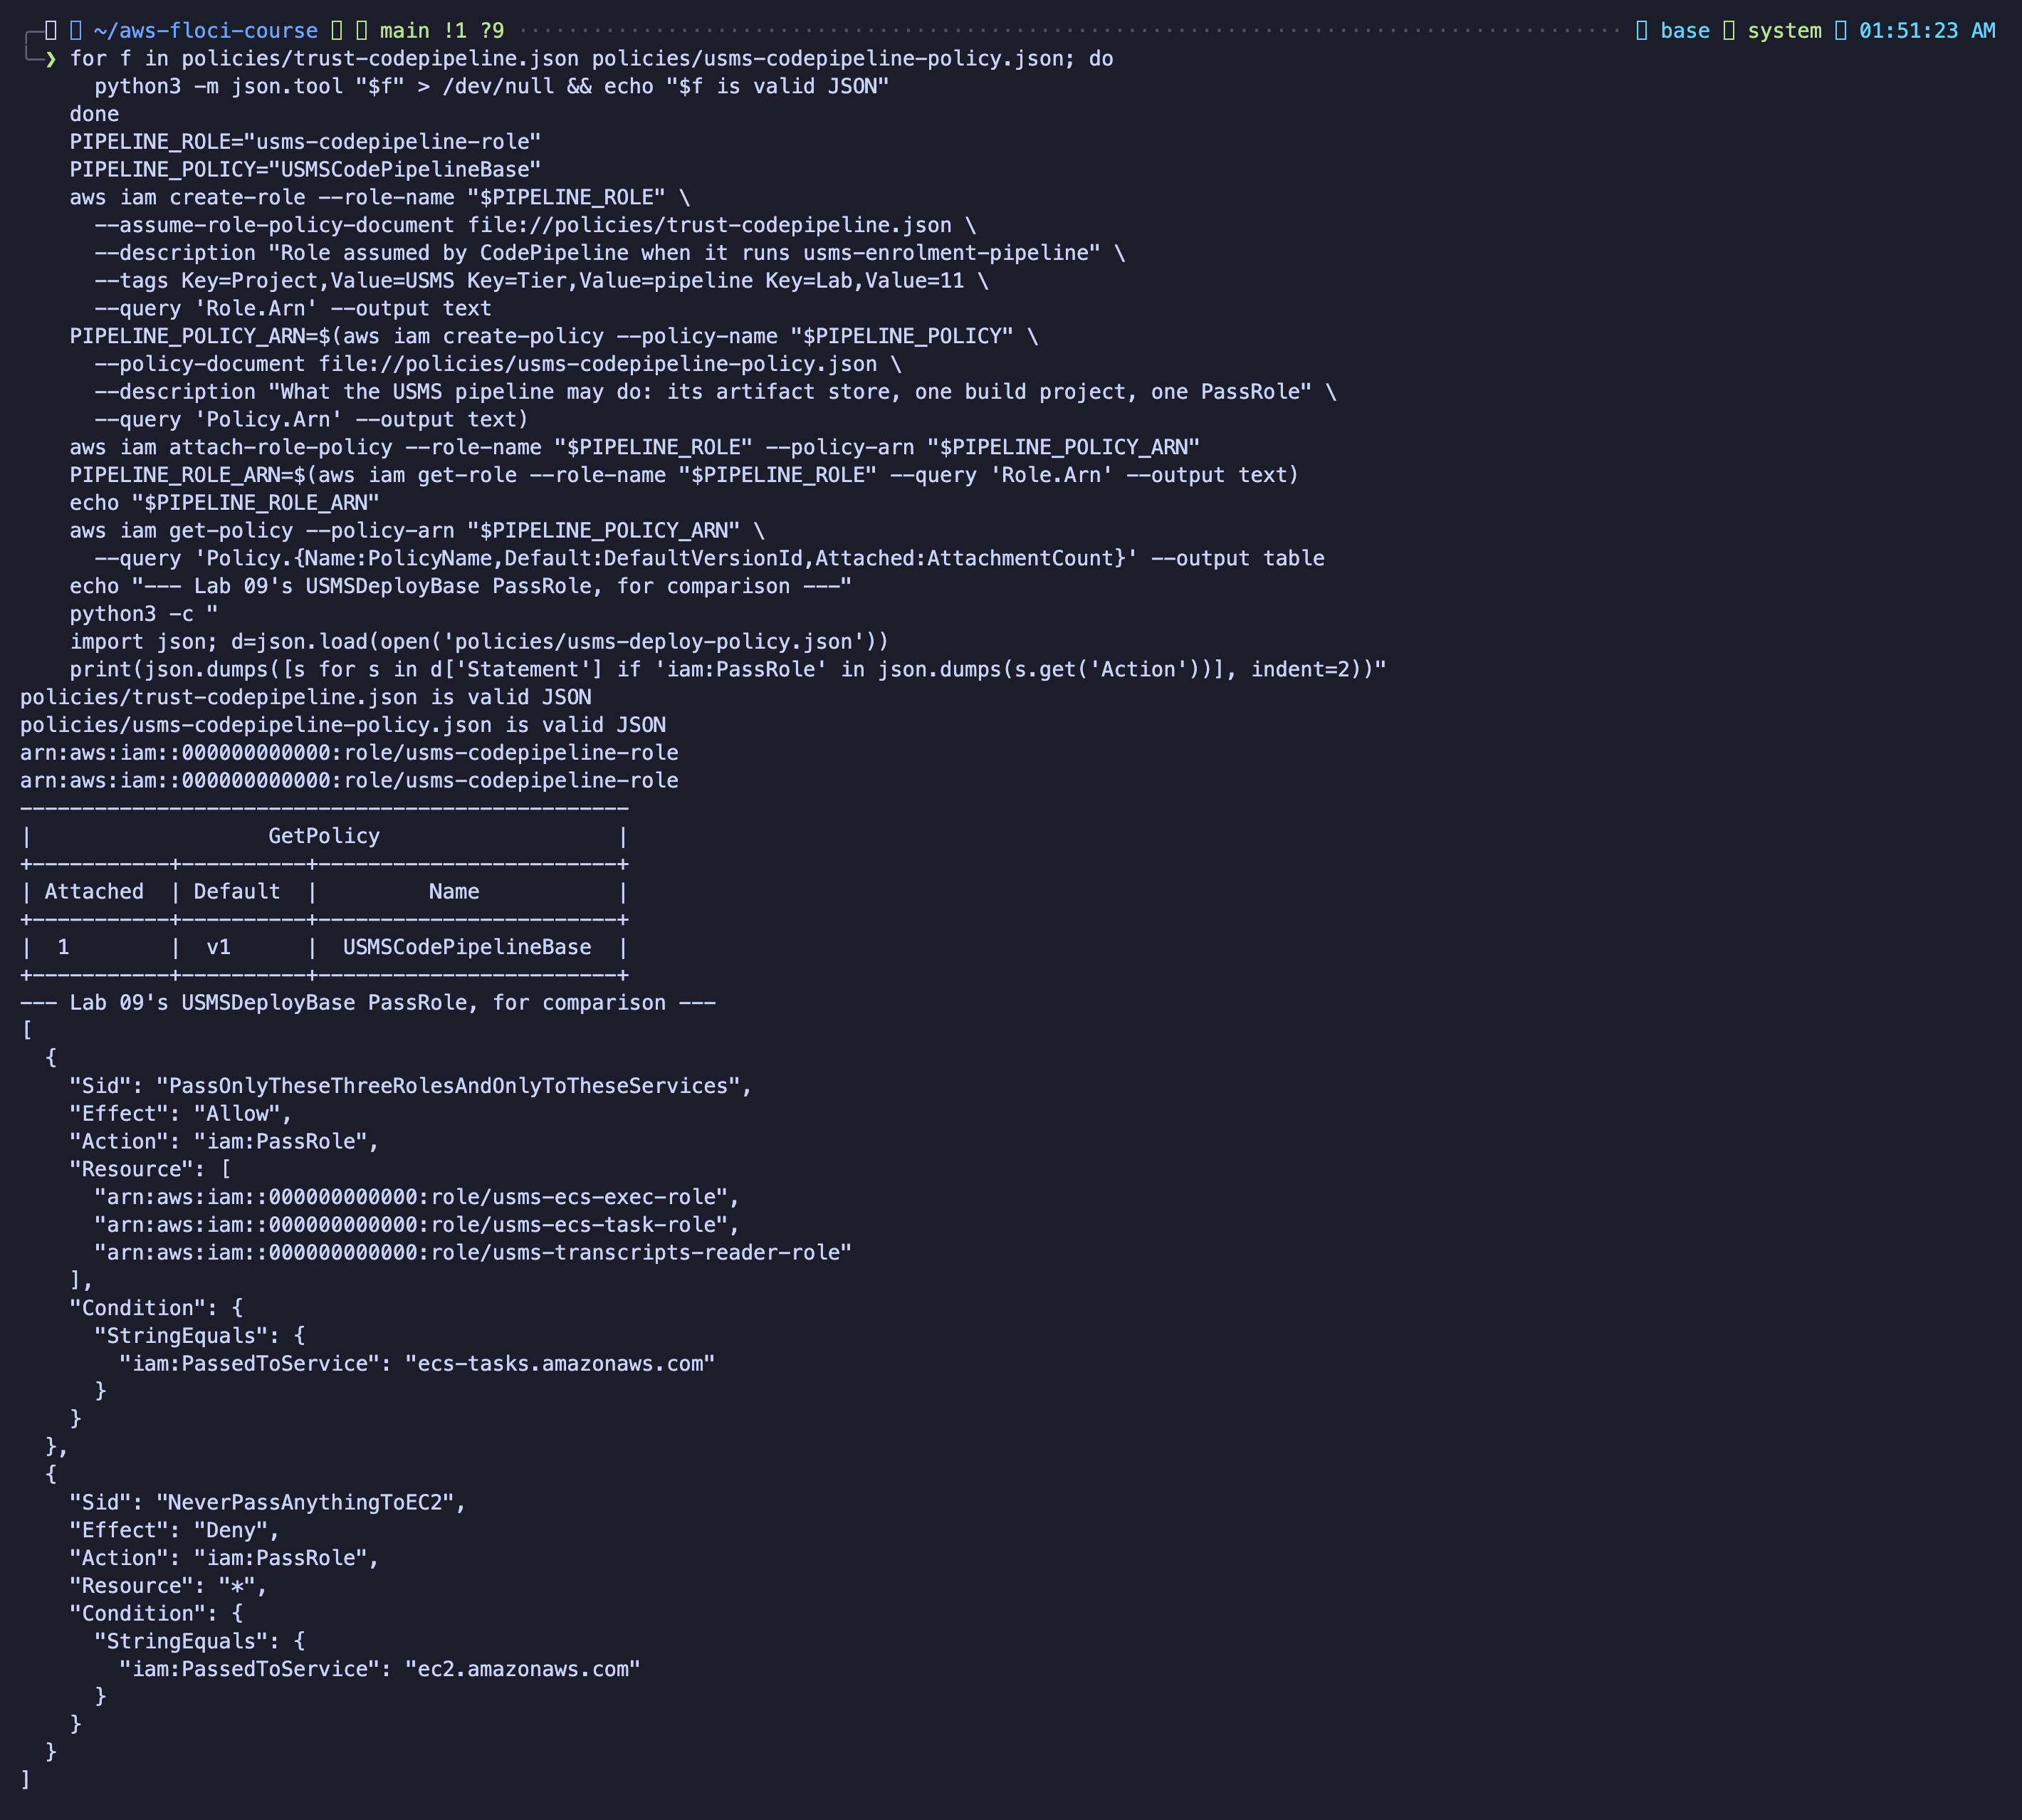 ~/aws-floci-course main !1 ?9 base system 01:51:23 AM
❯ for f in policies/trust-codepipeline.json policies/usms-codepipeline-policy.json; do
  python3 -m json.tool "$f" > /dev/null && echo "$f is valid JSON"
done
PIPELINE_ROLE="usms-codepipeline-role"
PIPELINE_POLICY="USMSCodePipelineBase"
aws iam create-role --role-name "$PIPELINE_ROLE" \
  --assume-role-policy-document file://policies/trust-codepipeline.json \
  --description "Role assumed by CodePipeline when it runs usms-enrolment-pipeline" \
  --tags Key=Project,Value=USMS Key=Tier,Value=pipeline Key=Lab,Value=11 \
  --query 'Role.Arn' --output text
PIPELINE_POLICY_ARN=$(aws iam create-policy --policy-name "$PIPELINE_POLICY" \
  --policy-document file://policies/usms-codepipeline-policy.json \
  --description "What the USMS pipeline may do: its artifact store, one build project, one PassRole" \
  --query 'Policy.Arn' --output text)
aws iam attach-role-policy --role-name "$PIPELINE_ROLE" --policy-arn "$PIPELINE_POLICY_ARN"
PIPELINE_ROLE_ARN=$(aws iam get-role --role-name "$PIPELINE_ROLE" --query 'Role.Arn' --output text)
echo "$PIPELINE_ROLE_ARN"
aws iam get-policy --policy-arn "$PIPELINE_POLICY_ARN" \
  --query 'Policy.{Name:PolicyName,Default:DefaultVersionId,Attached:AttachmentCount}' --output table
echo "--- Lab 09's USMSDeployBase PassRole, for comparison ---"
python3 -c "
import json; d=json.load(open('policies/usms-deploy-policy.json'))
print(json.dumps([s for s in d['Statement'] if 'iam:PassRole' in json.dumps(s.get('Action'))], indent=2))"
policies/trust-codepipeline.json is valid JSON
policies/usms-codepipeline-policy.json is valid JSON
arn:aws:iam::000000000000:role/usms-codepipeline-role
arn:aws:iam::000000000000:role/usms-codepipeline-role
-------------------------------------------------
|                   GetPolicy                   |
+-----------+----------+------------------------+
| Attached  | Default  |         Name           |
+-----------+----------+------------------------+
|  1        |  v1      |  USMSCodePipelineBase  |
+-----------+----------+------------------------+
--- Lab 09's USMSDeployBase PassRole, for comparison ---
[
  {
    "Sid": "PassOnlyTheseThreeRolesAndOnlyToTheseServices",
    "Effect": "Allow",
    "Action": "iam:PassRole",
    "Resource": [
      "arn:aws:iam::000000000000:role/usms-ecs-exec-role",
      "arn:aws:iam::000000000000:role/usms-ecs-task-role",
      "arn:aws:iam::000000000000:role/usms-transcripts-reader-role"
    ],
    "Condition": {
      "StringEquals": {
        "iam:PassedToService": "ecs-tasks.amazonaws.com"
      }
    }
  },
  {
    "Sid": "NeverPassAnythingToEC2",
    "Effect": "Deny",
    "Action": "iam:PassRole",
    "Resource": "*",
    "Condition": {
      "StringEquals": {
        "iam:PassedToService": "ec2.amazonaws.com"
      }
    }
  }
]